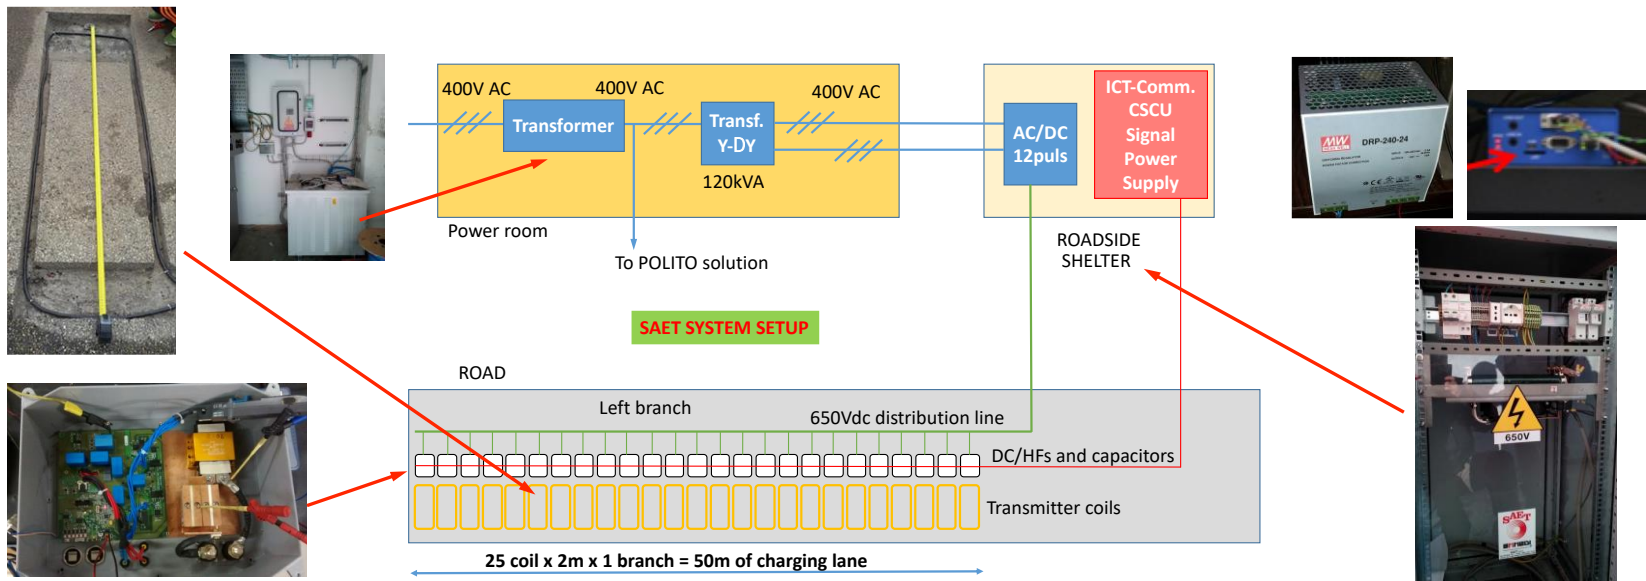 400V AC
400V AC
400V AC
Transformer
Transf.
Y-DY
120kVA
Power room
To POLITO solution
AC/DC
12puls
ICT-Comm.
CSCU
Signal
Power
Supply
ROADSIDE
SHELTER
MW
DRP-240-24
SAET SYSTEM SETUP
ROAD
Left branch
650Vdc distribution line
DC/HFs and capacitors
Transmitter coils
25 coil x 2m x 1 branch = 50m of charging lane
650V
SAET